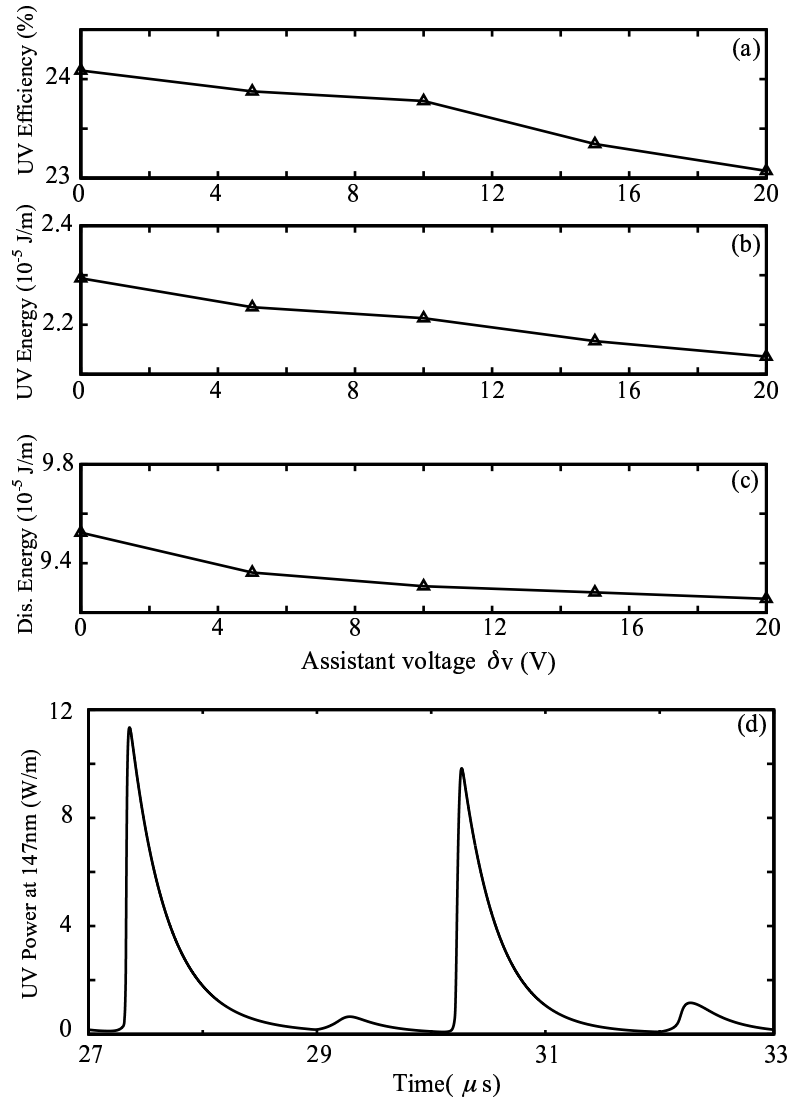 (a)
UV Efficiency (%)
24
23
0 4 8 12 16 20
(b)
UV Energy (10⁻⁵ J/m)
2.4
2.2
0 4 8 12 16 20
(c)
Dis. Energy (10⁻⁵ J/m)
9.8
9.4
0 4 8 12 16 20
Assistant voltage δv (V)
(d)
UV Power at 147nm (W/m)
12
8
4
0
27 29 31 33
Time( μs)